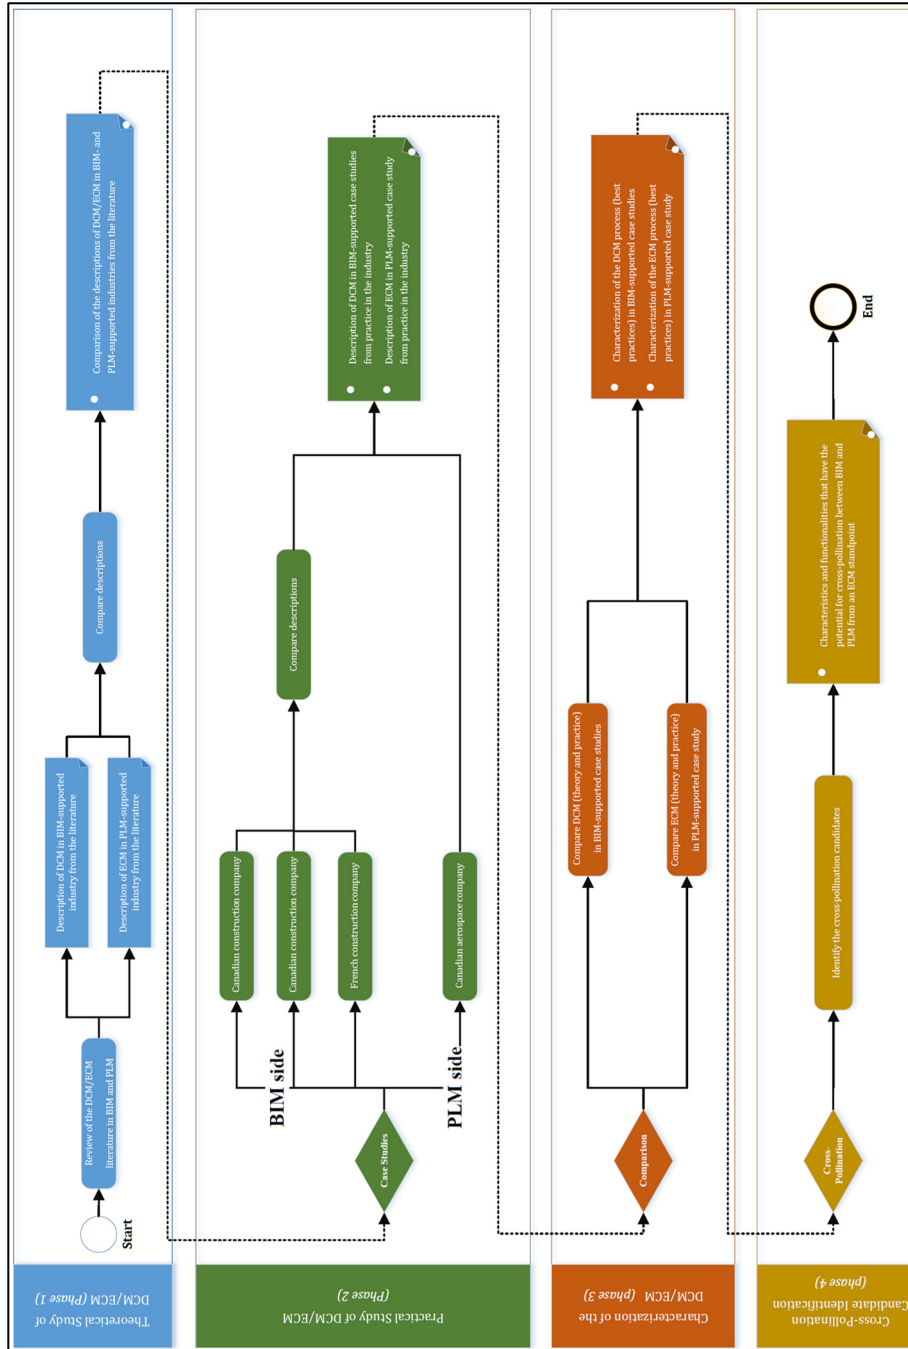 Theoretical Study of
DCM/ECM (Phase 1)
Start
Review of the DCM/ECM
literature in BIM and PLM
Description of DCM in BIM-supported
industry from the literature
Description of ECM in PLM-supported
industry from the literature
Compare descriptions
Comparison of the descriptions of DCM/ECM in BIM- and
PLM-supported industries from the literature
Practical Study of DCM/ECM
(Phase 2)
Case Studies
BIM side
PLM side
Canadian construction company
Canadian construction company
French construction company
Canadian aerospace company
Compare descriptions
Description of DCM in BIM-supported case studies
from practice in the industry
Description of ECM in PLM-supported case study
from practice in the industry
Characterization of the
DCM/ECM (phase 3)
Comparison
Compare DCM (theory and practice)
in BIM-supported case studies
Compare ECM (theory and practice)
in PLM-supported case study
Characterization of the DCM process (best
practices) in BIM-supported case studies
Characterization of the ECM process (best
practices) in PLM-supported case study
Cross-Pollination
Candidate Identification
(phase 4)
Cross-
Pollination
Identify the cross-pollination candidates
Characteristics and functionalities that have the
potential for cross-pollination between BIM and
PLM from an ECM standpoint
End